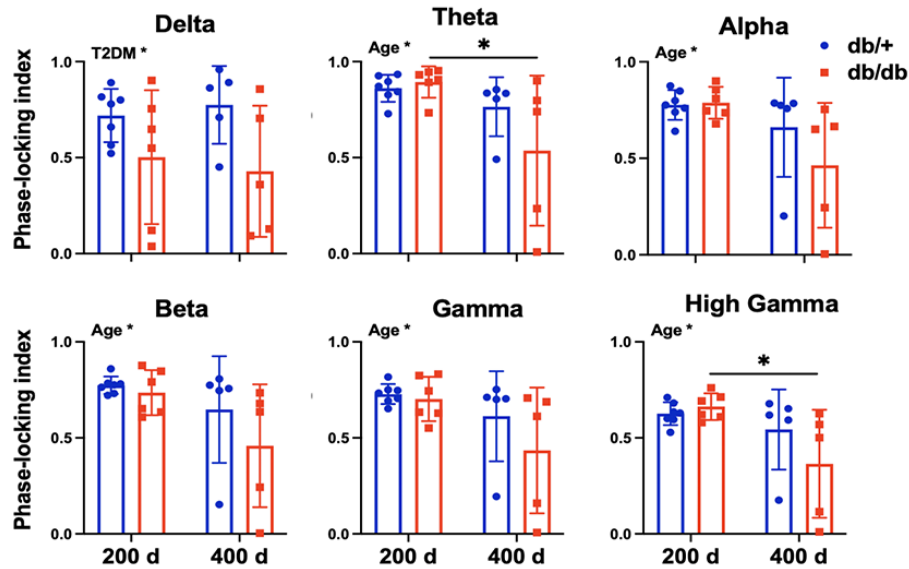 Delta
Theta
Alpha
db/+
db/db
Phase-locking index
T2DM *
1.0
0.5
0.0
Age *
*
1.0
0.5
0.0
Age *
1.0
0.5
0.0
Beta
Gamma
High Gamma
Phase-locking index
Age *
1.0
0.5
0.0
200 d 400 d
Age *
1.0
0.5
0.0
200 d 400 d
Age *
*
1.0
0.5
0.0
200 d 400 d